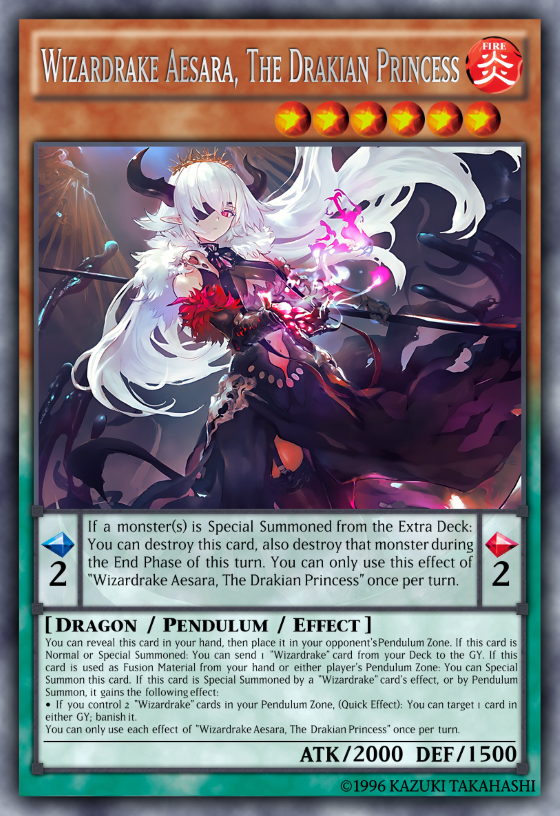 WIZARDRAKE AESARA, THE DRAKIAN PRINCESS
FIRE
炎
If a monster(s) is Special Summoned from the Extra Deck:
You can destroy this card, also destroy that monster during
the End Phase of this turn. You can only use this effect of
"Wizardrake Aesara, The Drakian Princess" once per turn.
2
2
[ DRAGON / PENDULUM / EFFECT ]
You can reveal this card in your hand, then place it in your opponent's Pendulum Zone. If this card is
Normal or Special Summoned: You can send 1 "Wizardrake" card from your Deck to the GY. If this
card is used as Fusion Material from your hand or either player's Pendulum Zone: You can Special
Summon this card. If this card is Special Summoned by a "Wizardrake" card's effect, or by Pendulum
Summon, it gains the following effect:
• If you control 2 "Wizardrake" cards in your Pendulum Zone, (Quick Effect): You can target 1 card in
either GY; banish it.
You can only use each effect of "Wizardrake Aesara, The Drakian Princess" once per turn.
ATK/2000 DEF/1500
©1996 KAZUKI TAKAHASHI